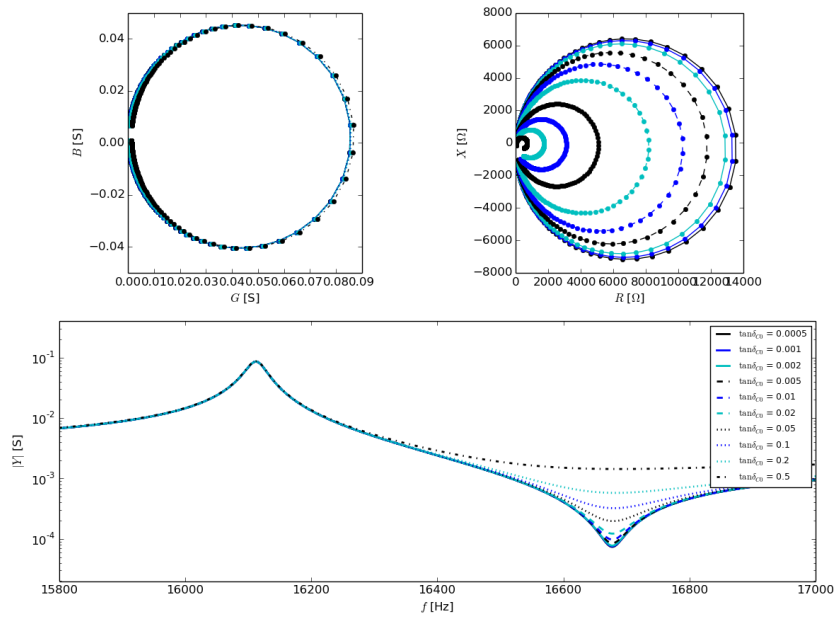 0.04
0.02
0.00
−0.02
−0.04
B [S]
0.00 0.01 0.02 0.03 0.04 0.05 0.06 0.07 0.08 0.09
G [S]
8000
6000
4000
2000
0
−2000
−4000
−6000
−8000
X [Ω]
0 2000 4000 6000 8000 10000 12000 14000
R [Ω]
10⁻¹
10⁻²
10⁻³
10⁻⁴
|Y| [S]
15800 16000 16200 16400 16600 16800 17000
f [Hz]
tanδ_C0 = 0.0005
tanδ_C0 = 0.001
tanδ_C0 = 0.002
tanδ_C0 = 0.005
tanδ_C0 = 0.01
tanδ_C0 = 0.02
tanδ_C0 = 0.05
tanδ_C0 = 0.1
tanδ_C0 = 0.2
tanδ_C0 = 0.5